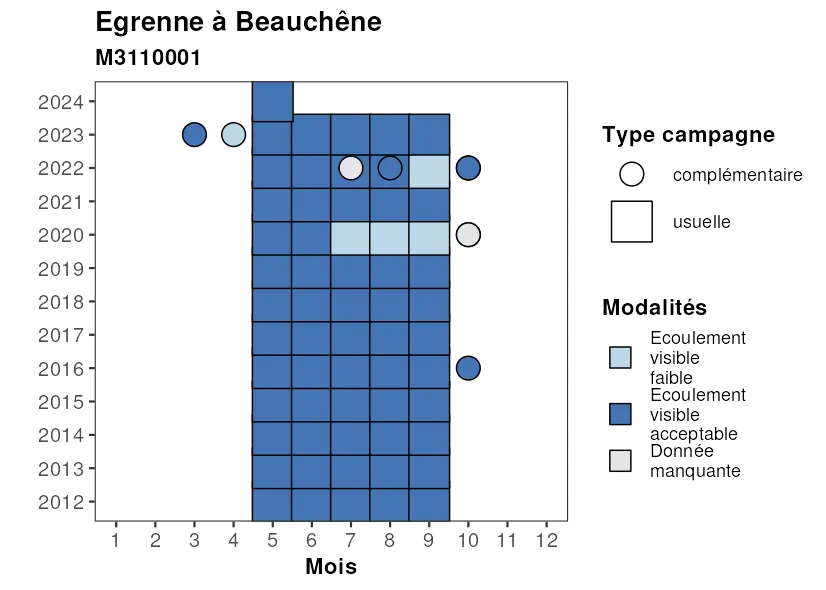 Egrenne à Beauchêne
M3110001
2024
2023
2022
2021
2020
2019
2018
2017
2016
2015
2014
2013
2012
1 2 3 4 5 6 7 8 9 10 11 12
Mois
Type campagne
complémentaire
usuelle
Modalités
Ecoulement
visible
faible
Ecoulement
visible
acceptable
Donnée
manquante